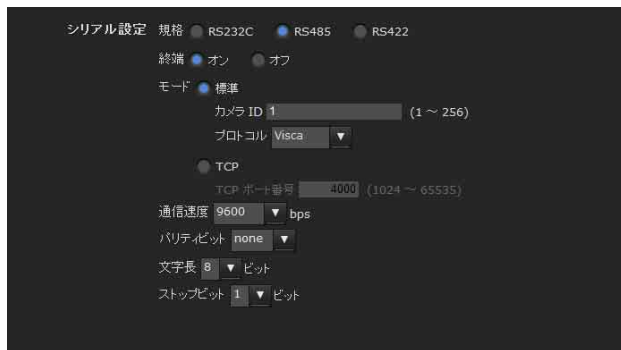 シリアル設定 規格 RS232C RS485 RS422
終端 オン オフ
モード 標準
カメラ ID 1 (1 ～ 256)
プロトコル Visca ▼
TCP
TCP ポート番号 4000 (1024 ～ 65535)
通信速度 9600 ▼ bps
パリティビット none ▼
文字長 8 ▼ ビット
ストップビット 1 ▼ ビット